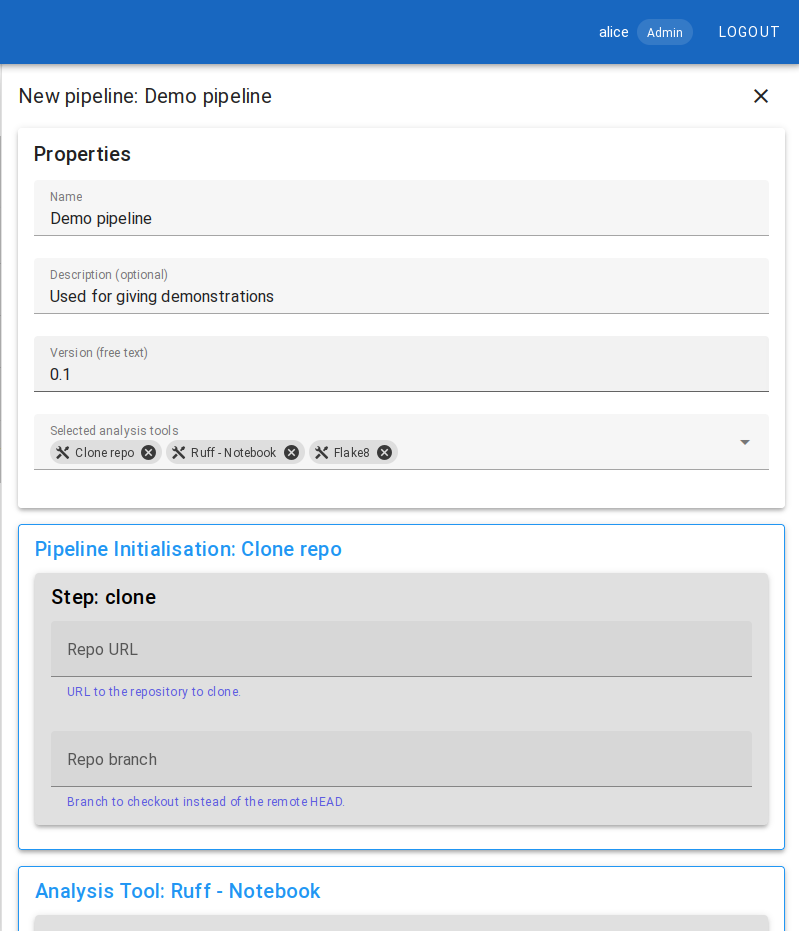 alice Admin LOGOUT
New pipeline: Demo pipeline
Properties
Name
Demo pipeline
Description (optional)
Used for giving demonstrations
Version (free text)
0.1
Selected analysis tools
Clone repo Ruff - Notebook Flake8
Pipeline Initialisation: Clone repo
Step: clone
Repo URL
URL to the repository to clone.
Repo branch
Branch to checkout instead of the remote HEAD.
Analysis Tool: Ruff - Notebook